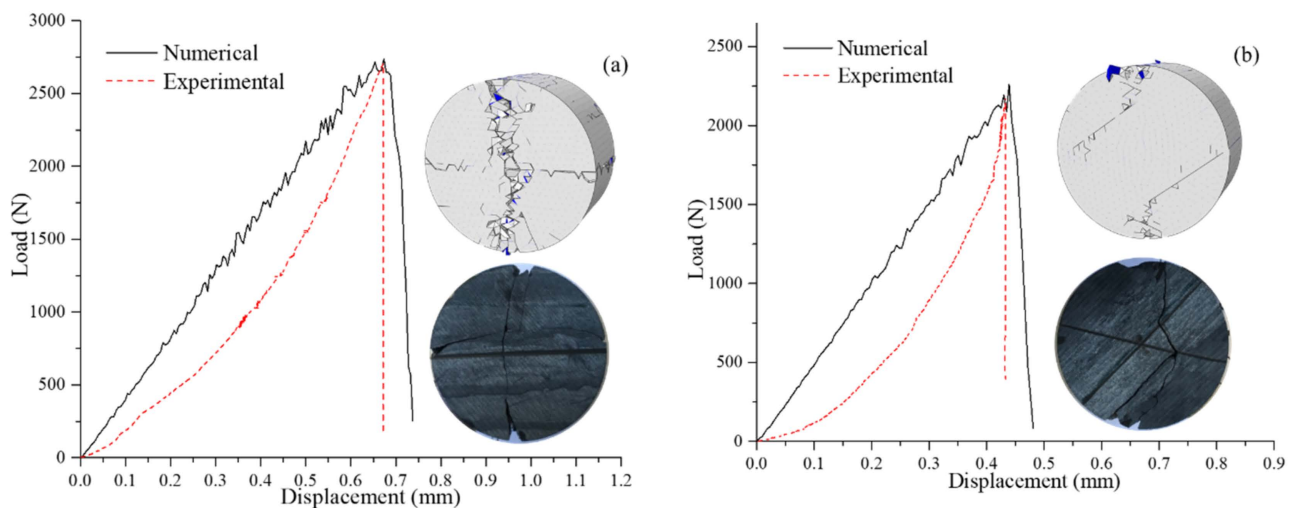 (a)
Numerical
Experimental
Load (N)
3000
2500
2000
1500
1000
500
0
0.0 0.1 0.2 0.3 0.4 0.5 0.6 0.7 0.8 0.9 1.0 1.1 1.2
Displacement (mm)
(b)
Numerical
Experimental
Load (N)
2500
2000
1500
1000
500
0
0.0 0.1 0.2 0.3 0.4 0.5 0.6 0.7 0.8 0.9
Displacement (mm)